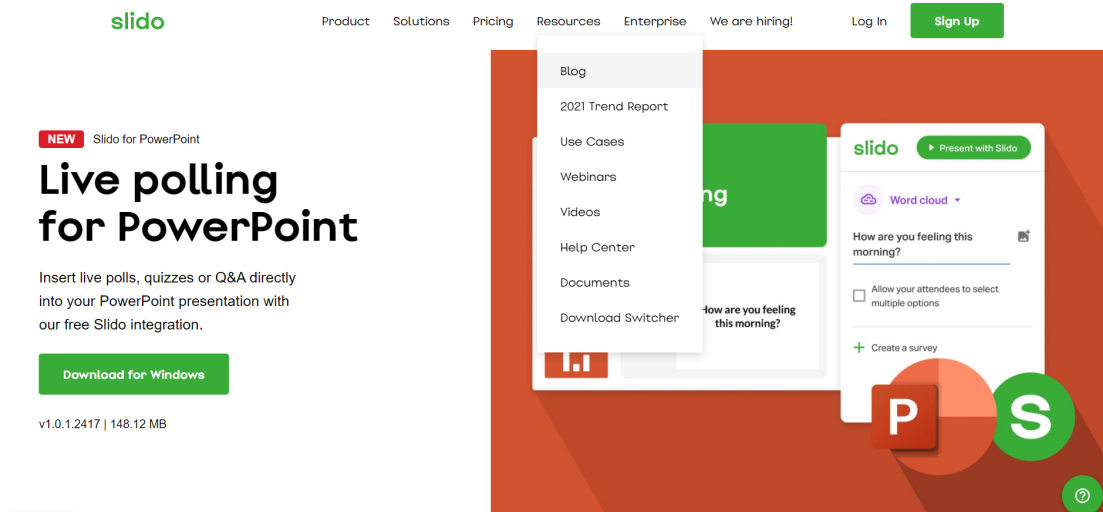 slido
Product Solutions Pricing Resources Enterprise We are hiring! Log In Sign Up
Blog
2021 Trend Report
Use Cases
Webinars
Videos
Help Center
Documents
Download Switcher
NEW Slido for PowerPoint
Live polling
for PowerPoint
Insert live polls, quizzes or Q&A directly
into your PowerPoint presentation with
our free Slido integration.
Download for Windows
v1.0.1.2417 | 148.12 MB
How are you feeling
this morning?
slido Present with Slido
Word cloud
How are you feeling this
morning?
Allow your attendees to select
multiple options
Create a survey
P
S